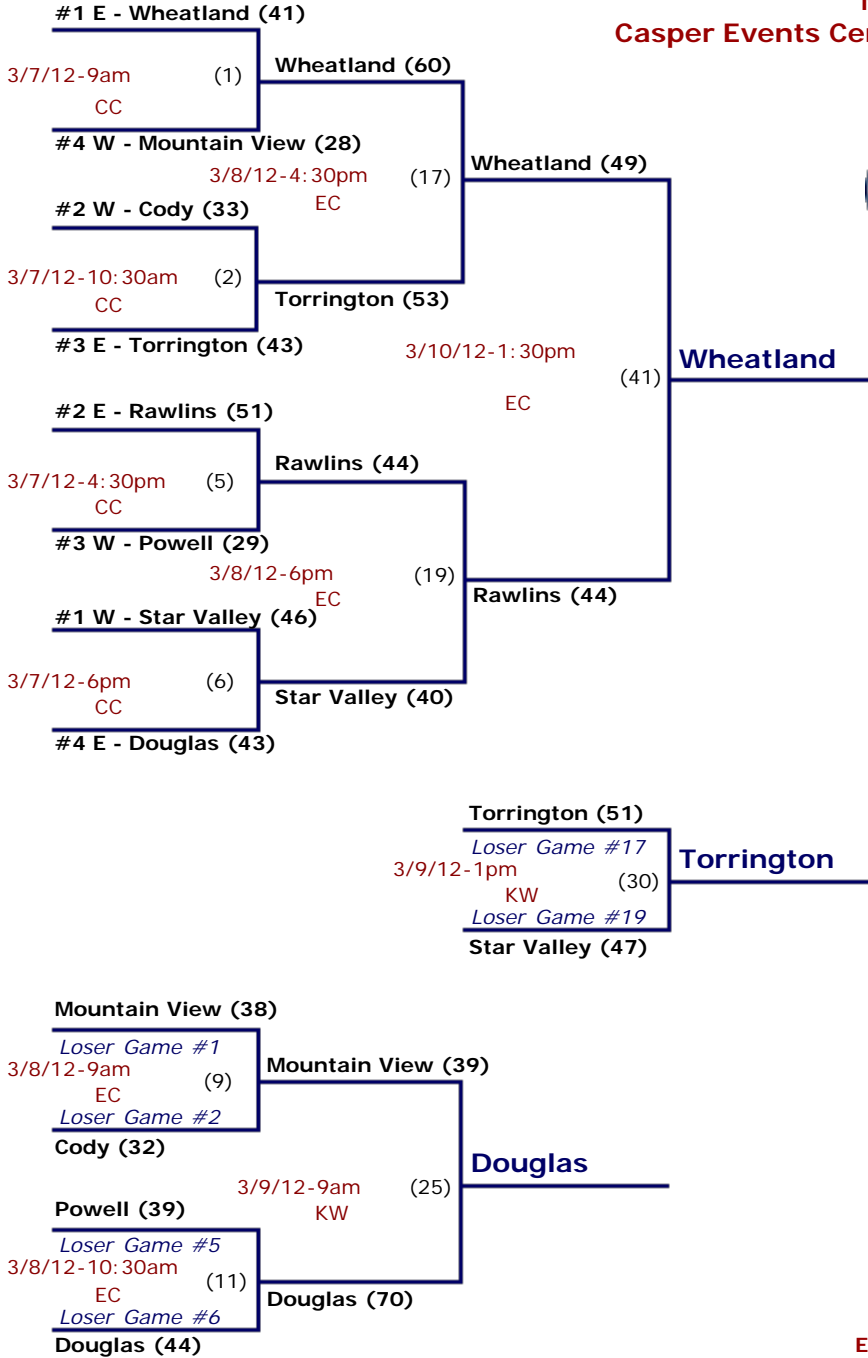 #1 E - Wheatland (41)
Casper Events Cer
3/7/12-9am (1) Wheatland (60)
CC
#4 W - Mountain View (28)
3/8/12-4:30pm (17) Wheatland (49)
EC
#2 W - Cody (33)
3/7/12-10:30am (2)
CC
Torrington (53)
#3 E - Torrington (43)
3/10/12-1:30pm
EC
(41) Wheatland
#2 E - Rawlins (51)
3/7/12-4:30pm (5) Rawlins (44)
CC
#3 W - Powell (29)
3/8/12-6pm (19)
EC
Rawlins (44)
#1 W - Star Valley (46)
3/7/12-6pm (6)
CC
Star Valley (40)
#4 E - Douglas (43)
Torrington (51)
Loser Game #17
3/9/12-1pm (30) Torrington
KW
Loser Game #19
Star Valley (47)
Mountain View (38)
Loser Game #1
3/8/12-9am (9) Mountain View (39)
EC
Loser Game #2
Cody (32)
3/9/12-9am (25) Douglas
KW
Powell (39)
Loser Game #5
3/8/12-10:30am (11)
EC
Douglas (70)
Loser Game #6
Douglas (44)
E